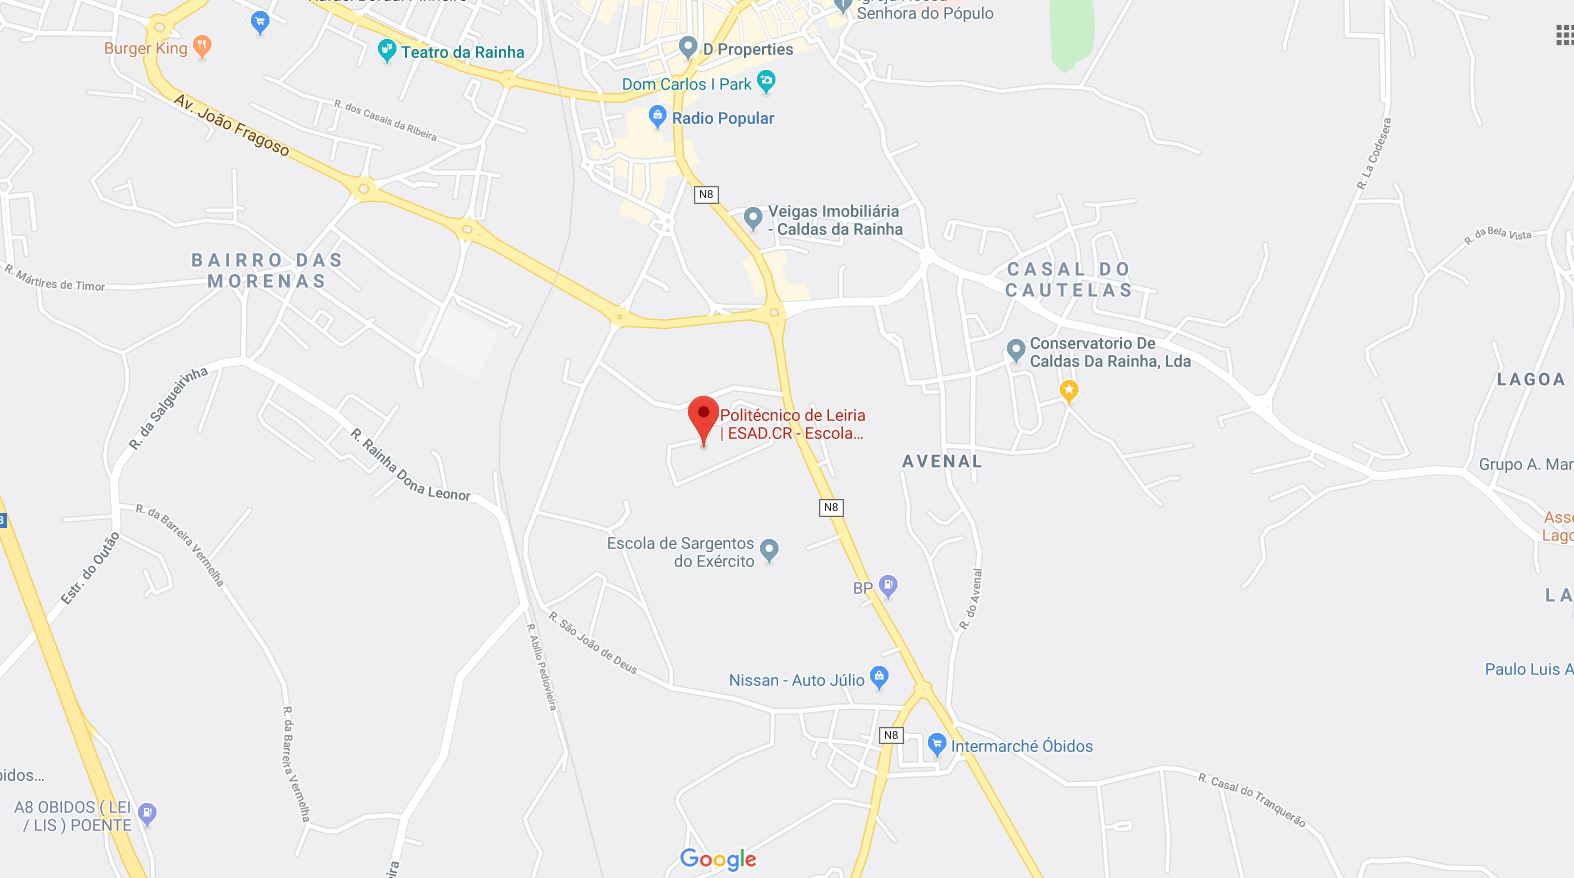 Igreja Nossa
Senhora do Pópulo
Burger King
Teatro da Rainha
D Properties
Dom Carlos I Park
Av. João Fragoso
R. dos Casais da Ribeira
Radio Popular
R. La Codesera
N8
Veigas Imobiliária
- Caldas da Rainha
R. da Bela Vista
BAIRRO DAS
MORENAS
R. Mártires de Timor
CASAL DO
CAUTELAS
Conservatorio De
Caldas Da Rainha, Lda
LAGOA
R. da Salgueirinha
Politécnico de Leiria
| ESAD.CR - Escola...
R. Rainha Dona Leonor
AVENAL
Grupo A. Mar
N8
R. da Barreira Vermelha
Estr. do Outão
Asso
Lago
Escola de Sargentos
do Exército
BP
R. do Avenal
LA
R. São João de Deus
R. Abílio Pediovieira
Paulo Luis A
Nissan - Auto Júlio
R. da Barreira Vermelha
N8
Intermarché Óbidos
bidos...
R. Casal do Tranquerão
A8 OBIDOS ( LEI
/ LIS ) POENTE
eira
Google